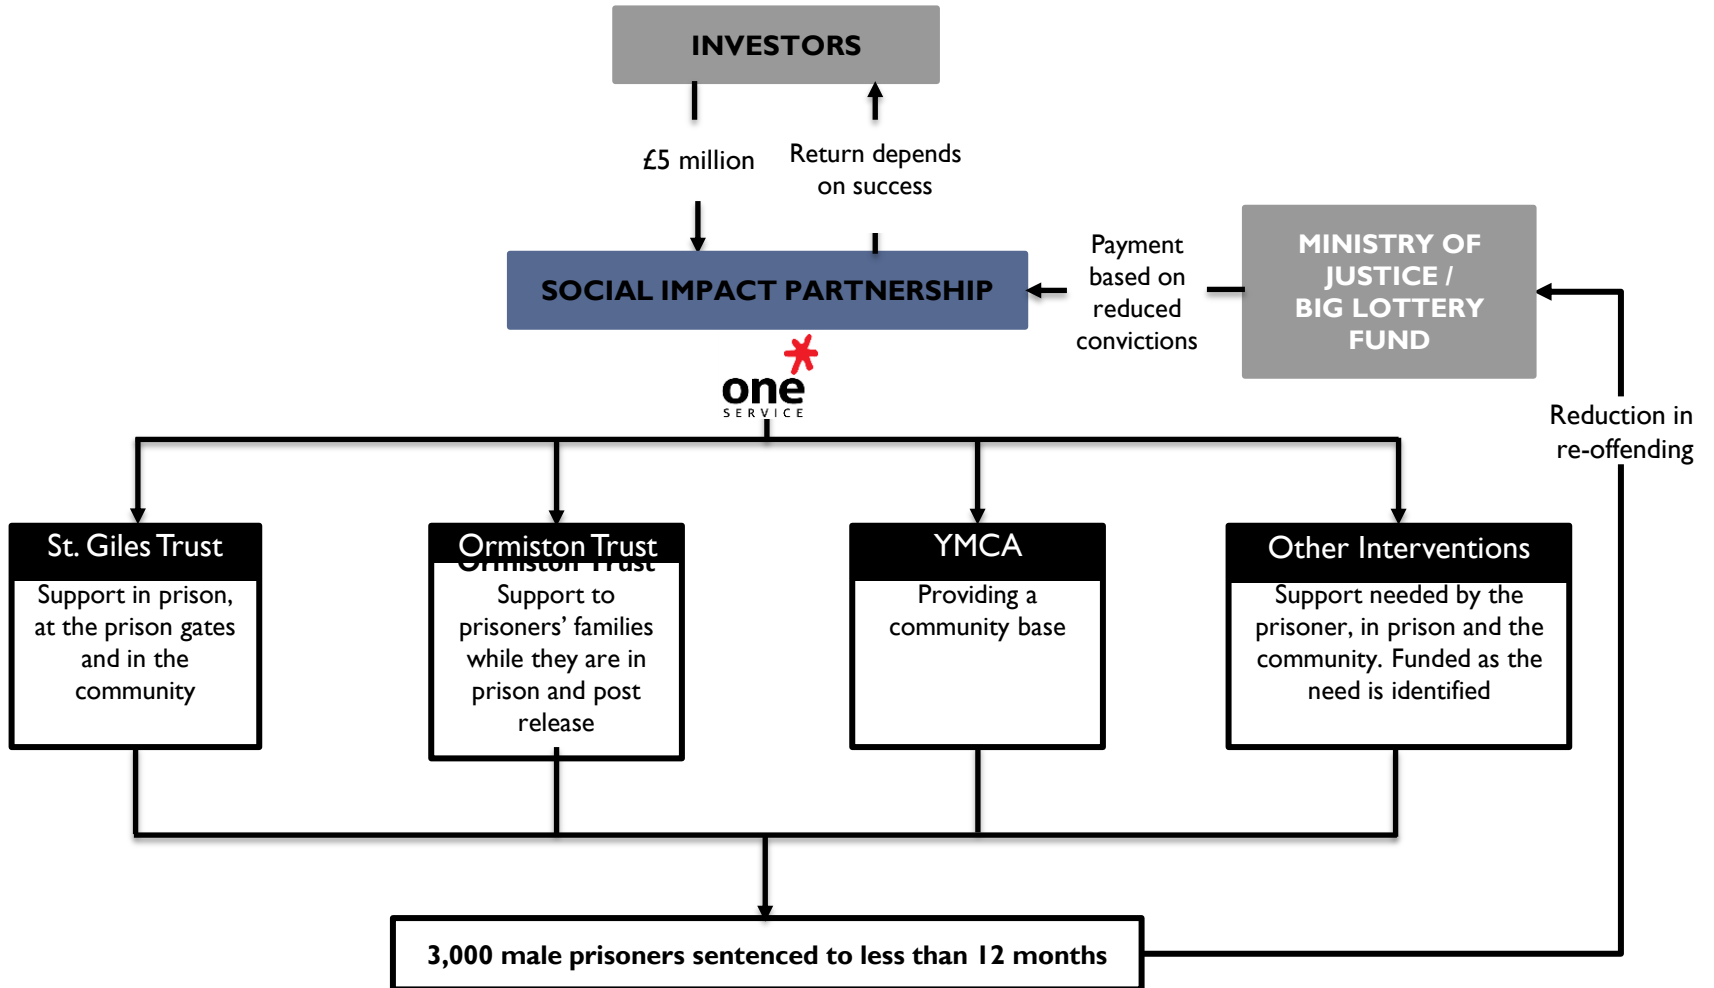 INVESTORS
£5 million
Return depends
on success
SOCIAL IMPACT PARTNERSHIP
Payment
based on
reduced
convictions
MINISTRY OF
JUSTICE /
BIG LOTTERY
FUND
one
SERVICE
Reduction in
re-offending
St. Giles Trust
Support in prison,
at the prison gates
and in the
community
Ormiston Trust
Ormiston Trust
Support to
prisoners’ families
while they are in
prison and post
release
YMCA
Providing a
community base
Other Interventions
Support needed by the
prisoner, in prison and the
community. Funded as the
need is identified
3,000 male prisoners sentenced to less than 12 months